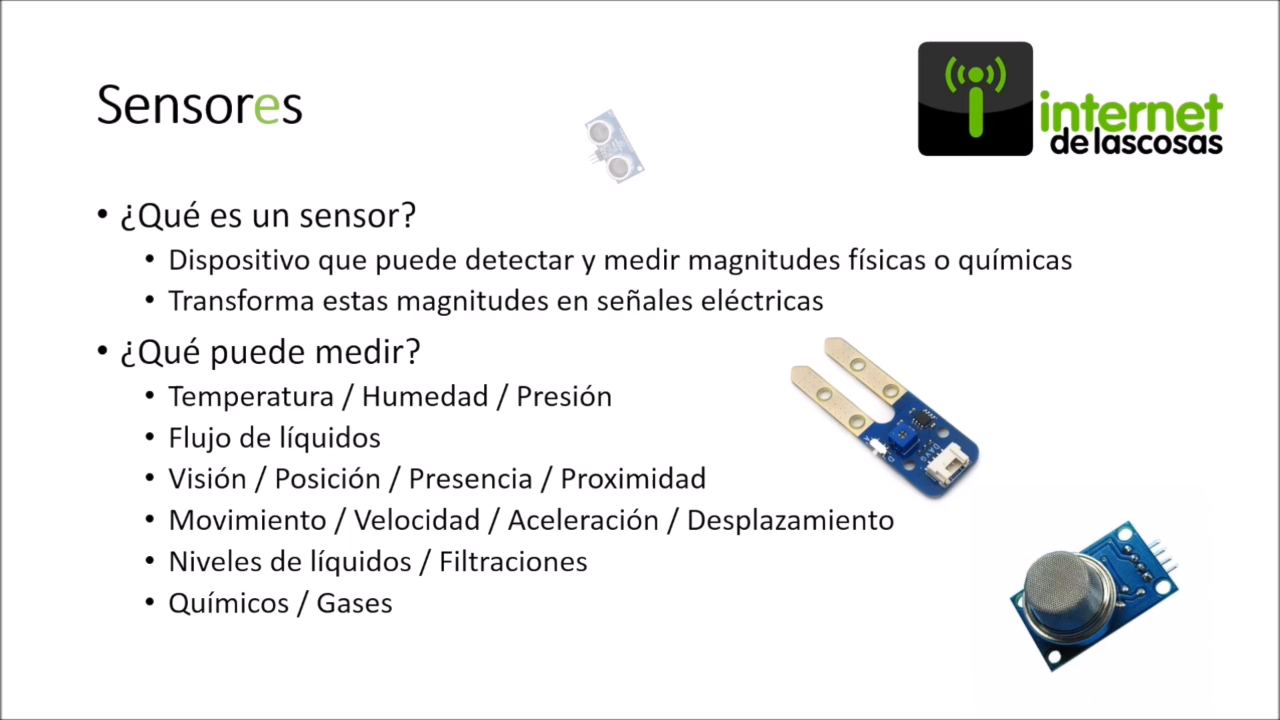 Sensores
internet
de lascosas
• ¿Qué es un sensor?
• Dispositivo que puede detectar y medir magnitudes físicas o químicas
• Transforma estas magnitudes en señales eléctricas
• ¿Qué puede medir?
• Temperatura / Humedad / Presión
• Flujo de líquidos
• Visión / Posición / Presencia / Proximidad
• Movimiento / Velocidad / Aceleración / Desplazamiento
• Niveles de líquidos / Filtraciones
• Químicos / Gases